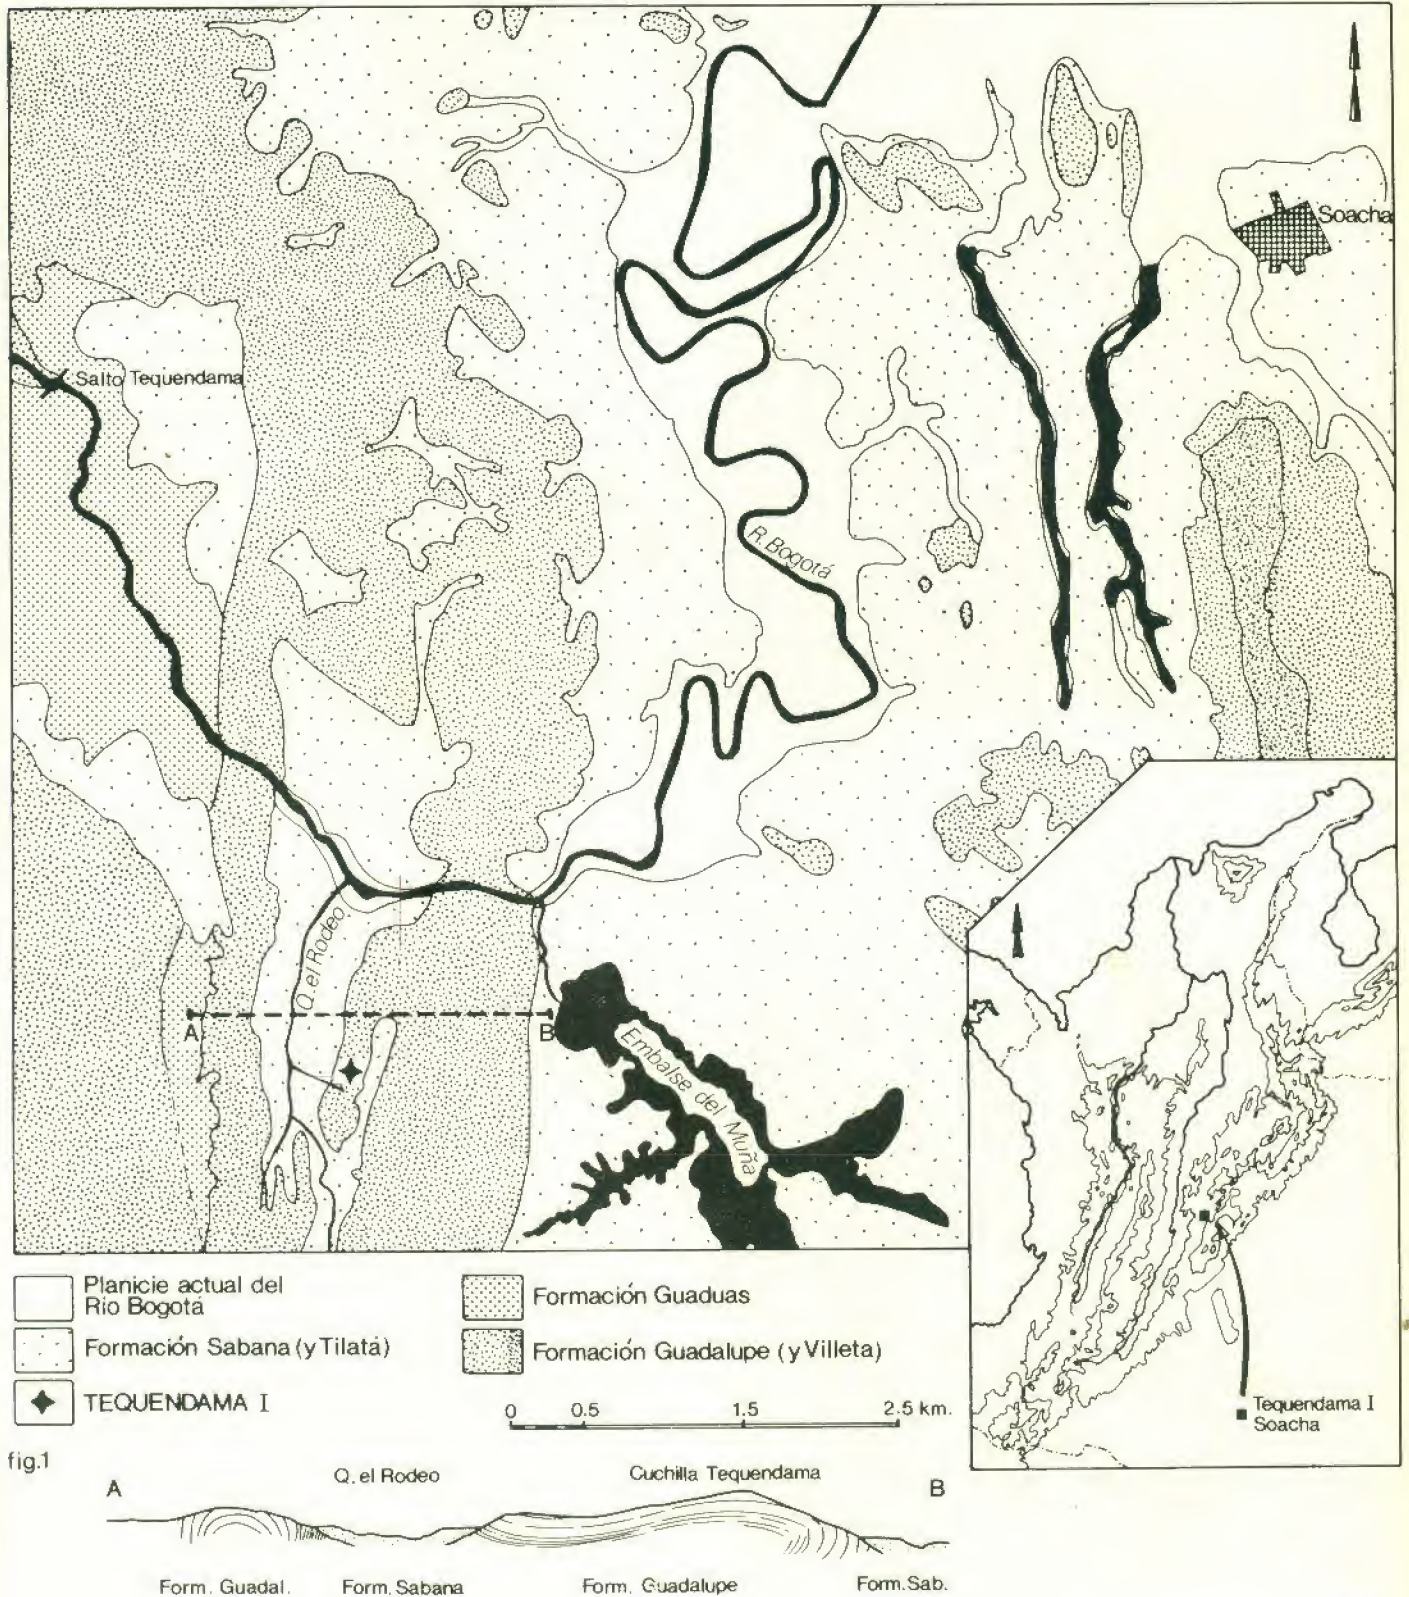 Soacha
Salto Tequendama
R. Bogotá
Q. el Rodeo
A
B
Embalse del Muña
Planicie actual del
Rio Bogotá
Formación Guaduas
Formación Sabana (y Tilatá)
Formación Guadalupe (y Villeta)
TEQUENDAMA I
0 0.5 1.5 2.5 km.
Tequendama I
Soacha
fig.1
A
Q. el Rodeo
Cuchilla Tequendama
B
Form. Guadal.
Form. Sabana
Form. Guadalupe
Form. Sab.